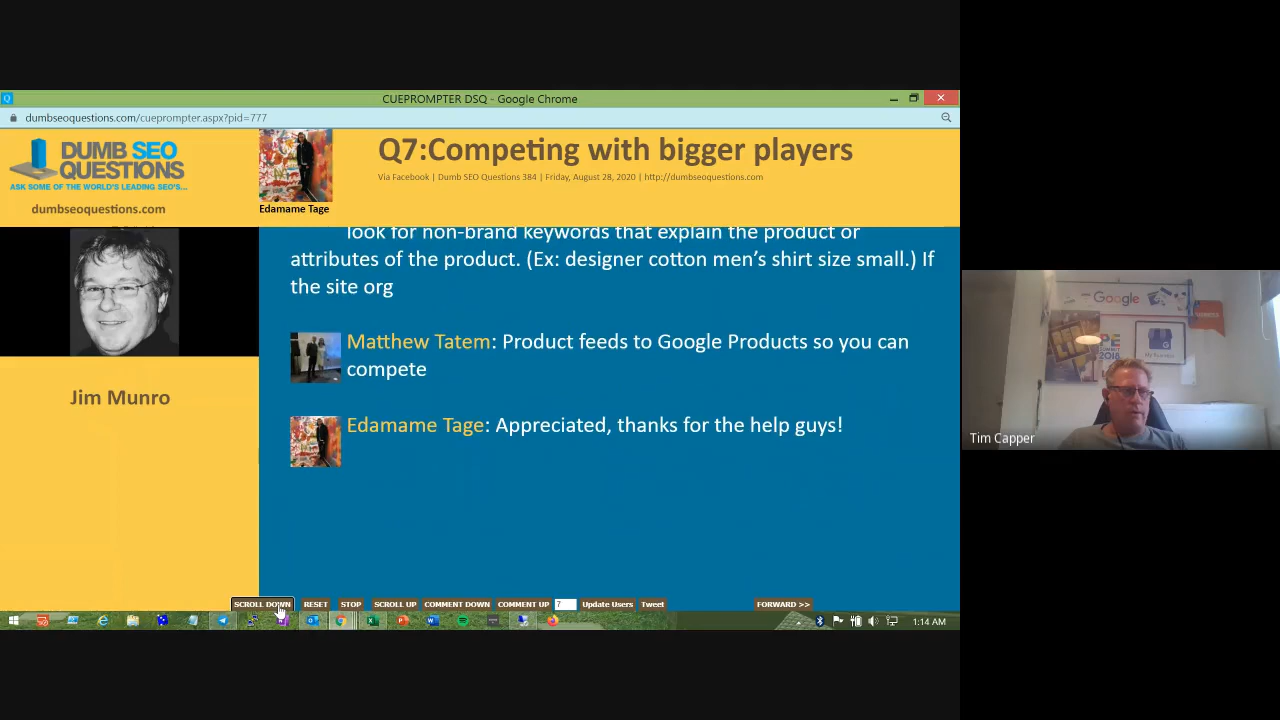 CUEPROMPTER DSQ - Google Chrome
dumbseoquestions.com/cueprompter.aspx?pid=777
DUMB SEO
QUESTIONS
ASK SOME OF THE WORLD'S LEADING SEO'S...
dumbseoquestions.com
Edamame Tage
Q7:Competing with bigger players
Via Facebook | Dumb SEO Questions 384 | Friday, August 28, 2020 | http://dumbseoquestions.com
look for non-brand keywords that explain the product or
attributes of the product. (Ex: designer cotton men's shirt size small.) If
the site org
Matthew Tatem: Product feeds to Google Products so you can
compete
Edamame Tage: Appreciated, thanks for the help guys!
Jim Munro
SCROLL DOWN RESET STOP SCROLL UP COMMENT DOWN COMMENT UP 7 Update Users Tweet FORWARD >>
1:14 AM
Google
2018
My Business
Tim Capper